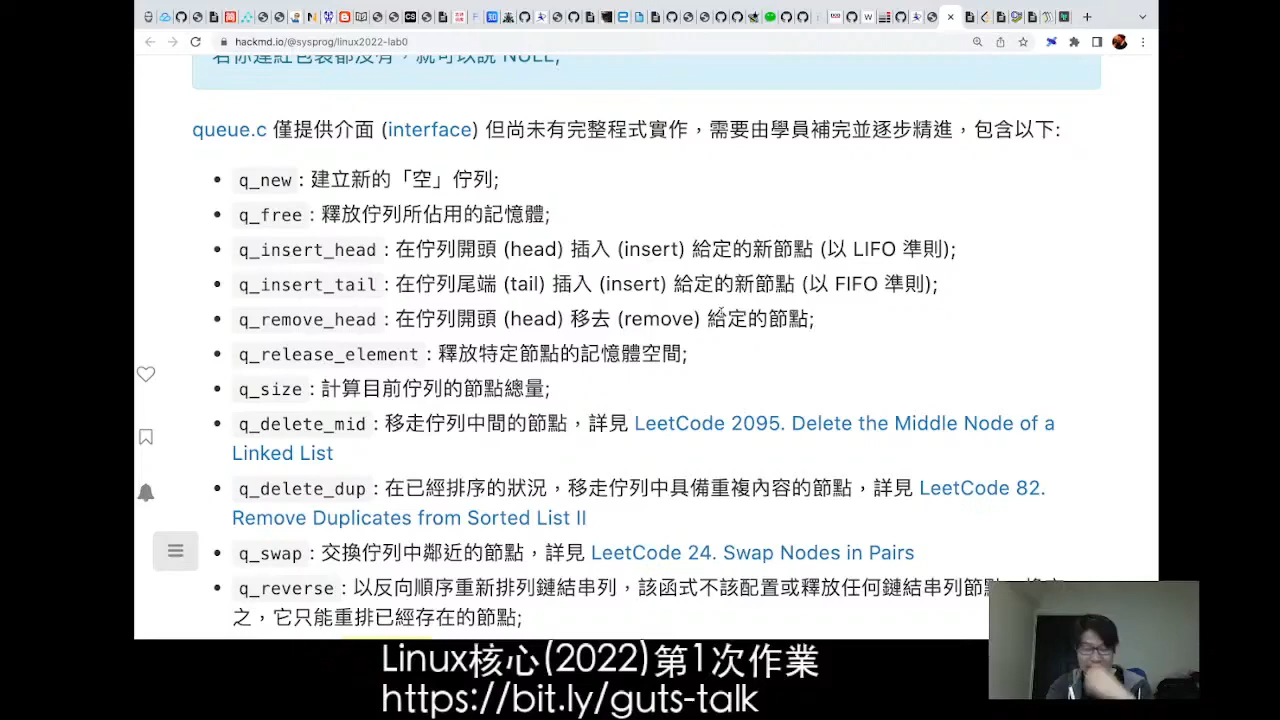 hackmd.io/@sysprog/linux2022-lab0
若你連紅包袋都沒有，就可以說 NULL;
queue.c 僅提供介面 (interface) 但尚未有完整程式實作，需要由學員補完並逐步精進，包含以下:
• q_new : 建立新的「空」佇列;
• q_free : 釋放佇列所佔用的記憶體;
• q_insert_head : 在佇列開頭 (head) 插入 (insert) 給定的新節點 (以 LIFO 準則);
• q_insert_tail : 在佇列尾端 (tail) 插入 (insert) 給定的新節點 (以 FIFO 準則);
• q_remove_head : 在佇列開頭 (head) 移去 (remove) 給定的節點;
• q_release_element : 釋放特定節點的記憶體空間;
• q_size : 計算目前佇列的節點總量;
• q_delete_mid : 移走佇列中間的節點，詳見 LeetCode 2095. Delete the Middle Node of a
Linked List
• q_delete_dup : 在已經排序的狀況，移走佇列中具備重複內容的節點，詳見 LeetCode 82.
Remove Duplicates from Sorted List II
• q_swap : 交換佇列中鄰近的節點，詳見 LeetCode 24. Swap Nodes in Pairs
• q_reverse : 以反向順序重新排列鏈結串列，該函式不該配置或釋放任何鏈結串列節
之，它只能重排已經存在的節點;
Linux核心(2022)第1次作業
https://bit.ly/guts-talk